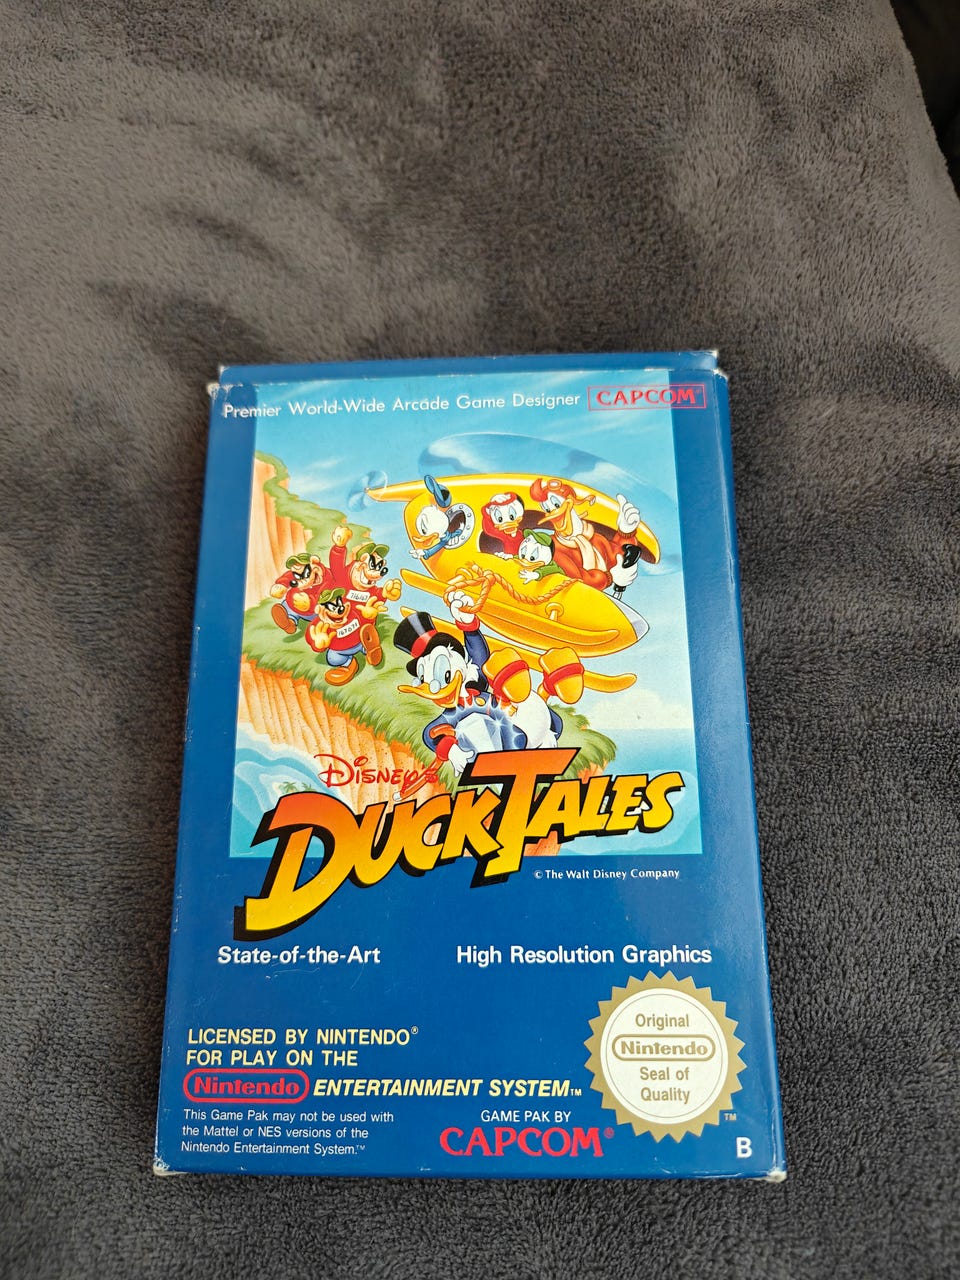 Premier World-Wide Arcade Game Designer CAPCOM®
716167
167671
DISNEY'S
DUCKTALES
© The Walt Disney Company
State-of-the-Art High Resolution Graphics
LICENSED BY NINTENDO®
FOR PLAY ON THE
Nintendo ENTERTAINMENT SYSTEM™
This Game Pak may not be used with
the Mattel or NES versions of the
Nintendo Entertainment System.™
GAME PAK BY
CAPCOM®
Original
Nintendo
Seal of
Quality
TM
B